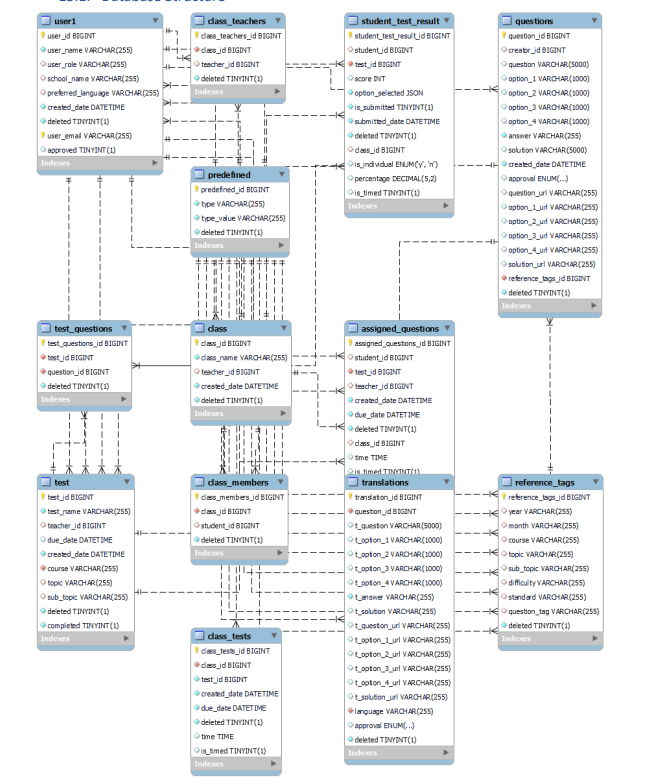 Database Structure
user1
user_id BIGINT
user_name VARCHAR(255)
user_role VARCHAR(255)
school_name VARCHAR(255)
preferred_language VARCHAR(255)
created_date DATETIME
deleted TINYINT(1)
user_email VARCHAR(255)
approved TINYINT(1)
Indexes
class_teachers
class_teachers_id BIGINT
class_id BIGINT
teacher_id BIGINT
deleted TINYINT(1)
Indexes
student_test_result
student_test_result_id BIGINT
student_id BIGINT
test_id BIGINT
score INT
option_selected JSON
is_submitted TINYINT(1)
submitted_date DATETIME
deleted TINYINT(1)
class_id BIGINT
is_individual ENUM('y', 'n')
percentage DECIMAL(5,2)
is_timed TINYINT(1)
Indexes
questions
question_id BIGINT
creator_id BIGINT
question VARCHAR(5000)
option_1 VARCHAR(1000)
option_2 VARCHAR(1000)
option_3 VARCHAR(1000)
option_4 VARCHAR(1000)
answer VARCHAR(255)
solution VARCHAR(5000)
created_date DATETIME
approval ENUM(...)
question_url VARCHAR(255)
option_1_url VARCHAR(255)
option_2_url VARCHAR(255)
option_3_url VARCHAR(255)
option_4_url VARCHAR(255)
solution_url VARCHAR(255)
reference_tags_id BIGINT
deleted TINYINT(1)
Indexes
predefined
predefined_id BIGINT
type VARCHAR(255)
type_value VARCHAR(255)
deleted TINYINT(1)
Indexes
test_questions
test_questions_id BIGINT
test_id BIGINT
question_id BIGINT
deleted TINYINT(1)
Indexes
class
class_id BIGINT
class_name VARCHAR(255)
teacher_id BIGINT
created_date DATETIME
deleted TINYINT(1)
Indexes
assigned_questions
assigned_questions_id BIGINT
student_id BIGINT
test_id BIGINT
teacher_id BIGINT
created_date DATETIME
due_date DATETIME
deleted TINYINT(1)
class_id BIGINT
time TIME
is_timed TINYINT(1)
test
test_id BIGINT
test_name VARCHAR(255)
teacher_id BIGINT
due_date DATETIME
created_date DATETIME
course VARCHAR(255)
topic VARCHAR(255)
sub_topic VARCHAR(255)
deleted TINYINT(1)
completed TINYINT(1)
Indexes
class_members
class_members_id BIGINT
class_id BIGINT
student_id BIGINT
deleted TINYINT(1)
Indexes
translations
translation_id BIGINT
question_id BIGINT
t_question VARCHAR(5000)
t_option_1 VARCHAR(1000)
t_option_2 VARCHAR(1000)
t_option_3 VARCHAR(1000)
t_option_4 VARCHAR(1000)
t_answer VARCHAR(255)
t_solution VARCHAR(255)
t_question_url VARCHAR(255)
t_option_1_url VARCHAR(255)
t_option_2_url VARCHAR(255)
t_option_3_url VARCHAR(255)
t_option_4_url VARCHAR(255)
t_solution_url VARCHAR(255)
language VARCHAR(255)
approval ENUM(...)
deleted TINYINT(1)
Indexes
reference_tags
reference_tags_id BIGINT
year VARCHAR(255)
month VARCHAR(255)
course VARCHAR(255)
topic VARCHAR(255)
sub_topic VARCHAR(255)
difficulty VARCHAR(255)
standard VARCHAR(255)
question_tag VARCHAR(255)
deleted TINYINT(1)
Indexes
class_tests
class_tests_id BIGINT
class_id BIGINT
test_id BIGINT
created_date DATETIME
due_date DATETIME
deleted TINYINT(1)
time TIME
is_timed TINYINT(1)